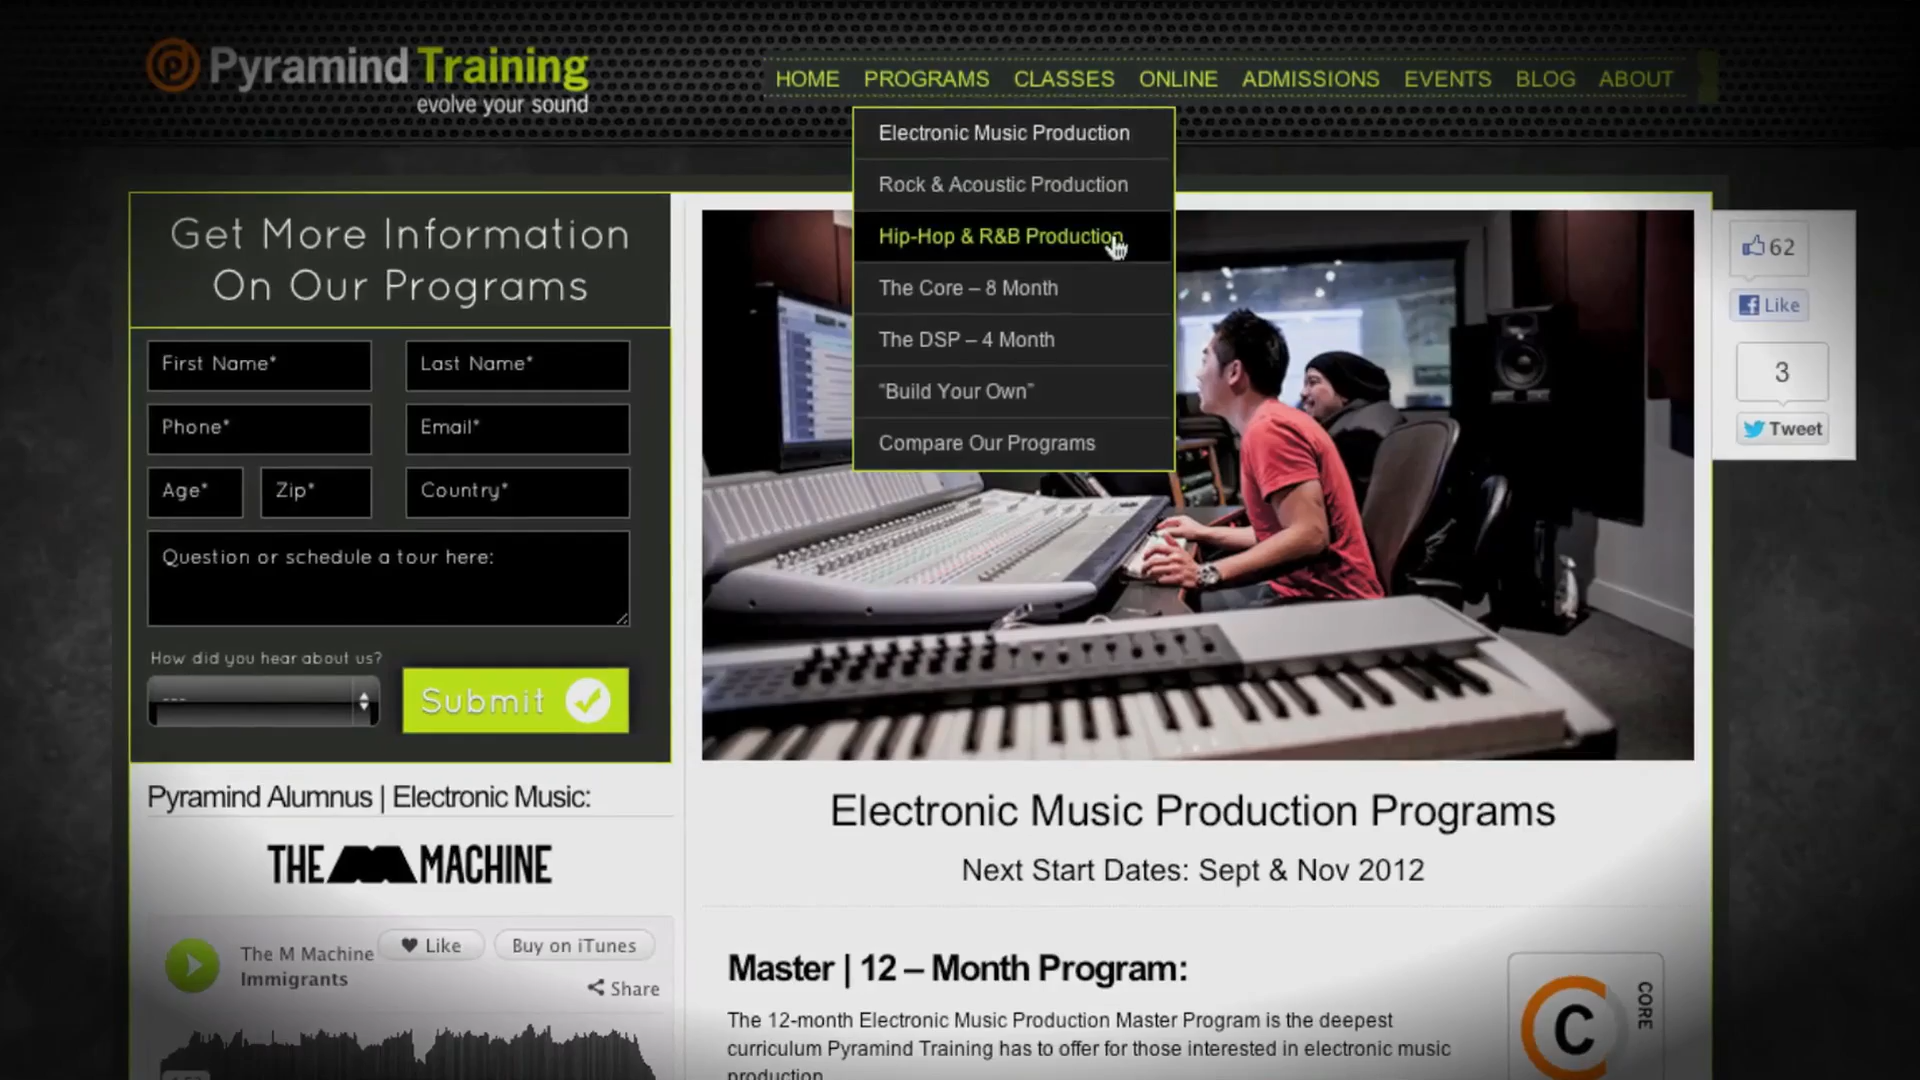 Pyramind Training
evolve your sound
HOME PROGRAMS CLASSES ONLINE ADMISSIONS EVENTS BLOG ABOUT
Electronic Music Production
Rock & Acoustic Production
Hip-Hop & R&B Production
The Core – 8 Month
The DSP – 4 Month
"Build Your Own"
Compare Our Programs
Get More Information
On Our Programs
First Name* Last Name*
Phone* Email*
Age* Zip* Country*
Question or schedule a tour here:
How did you hear about us?
---
Submit
62
Like
3
Tweet
Pyramind Alumnus | Electronic Music:
THE M MACHINE
The M Machine
Immigrants
Like
Buy on iTunes
Share
Electronic Music Production Programs
Next Start Dates: Sept & Nov 2012
Master | 12 – Month Program:
The 12-month Electronic Music Production Master Program is the deepest
curriculum Pyramind Training has to offer for those interested in electronic music
production
C CORE